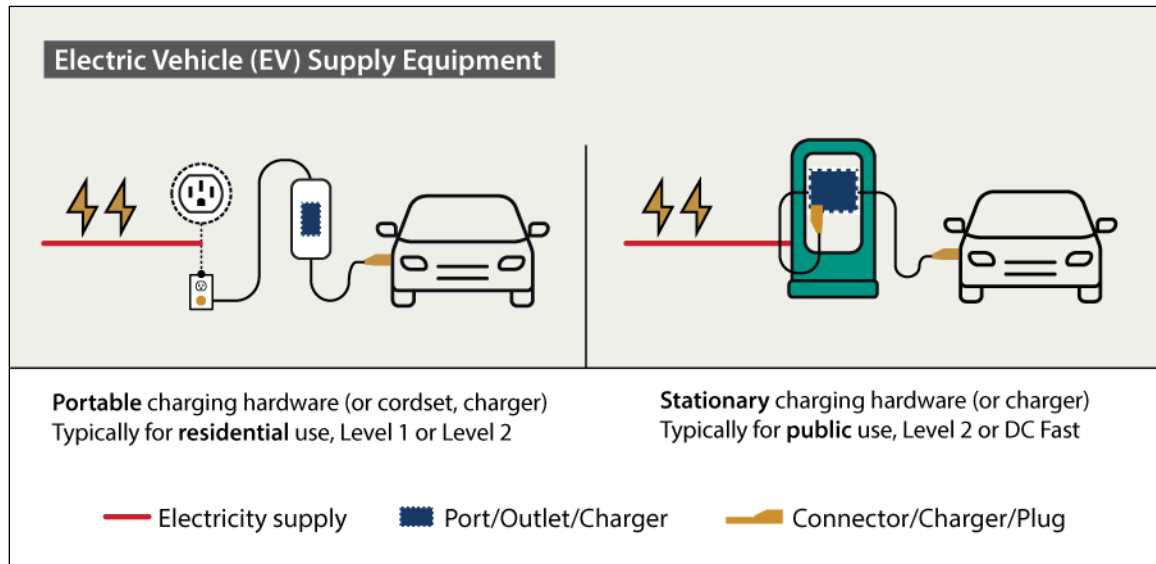 Electric Vehicle (EV) Supply Equipment
Portable charging hardware (or cordset, charger)
Typically for residential use, Level 1 or Level 2
Stationary charging hardware (or charger)
Typically for public use, Level 2 or DC Fast
Electricity supply
Port/Outlet/Charger
Connector/Charger/Plug